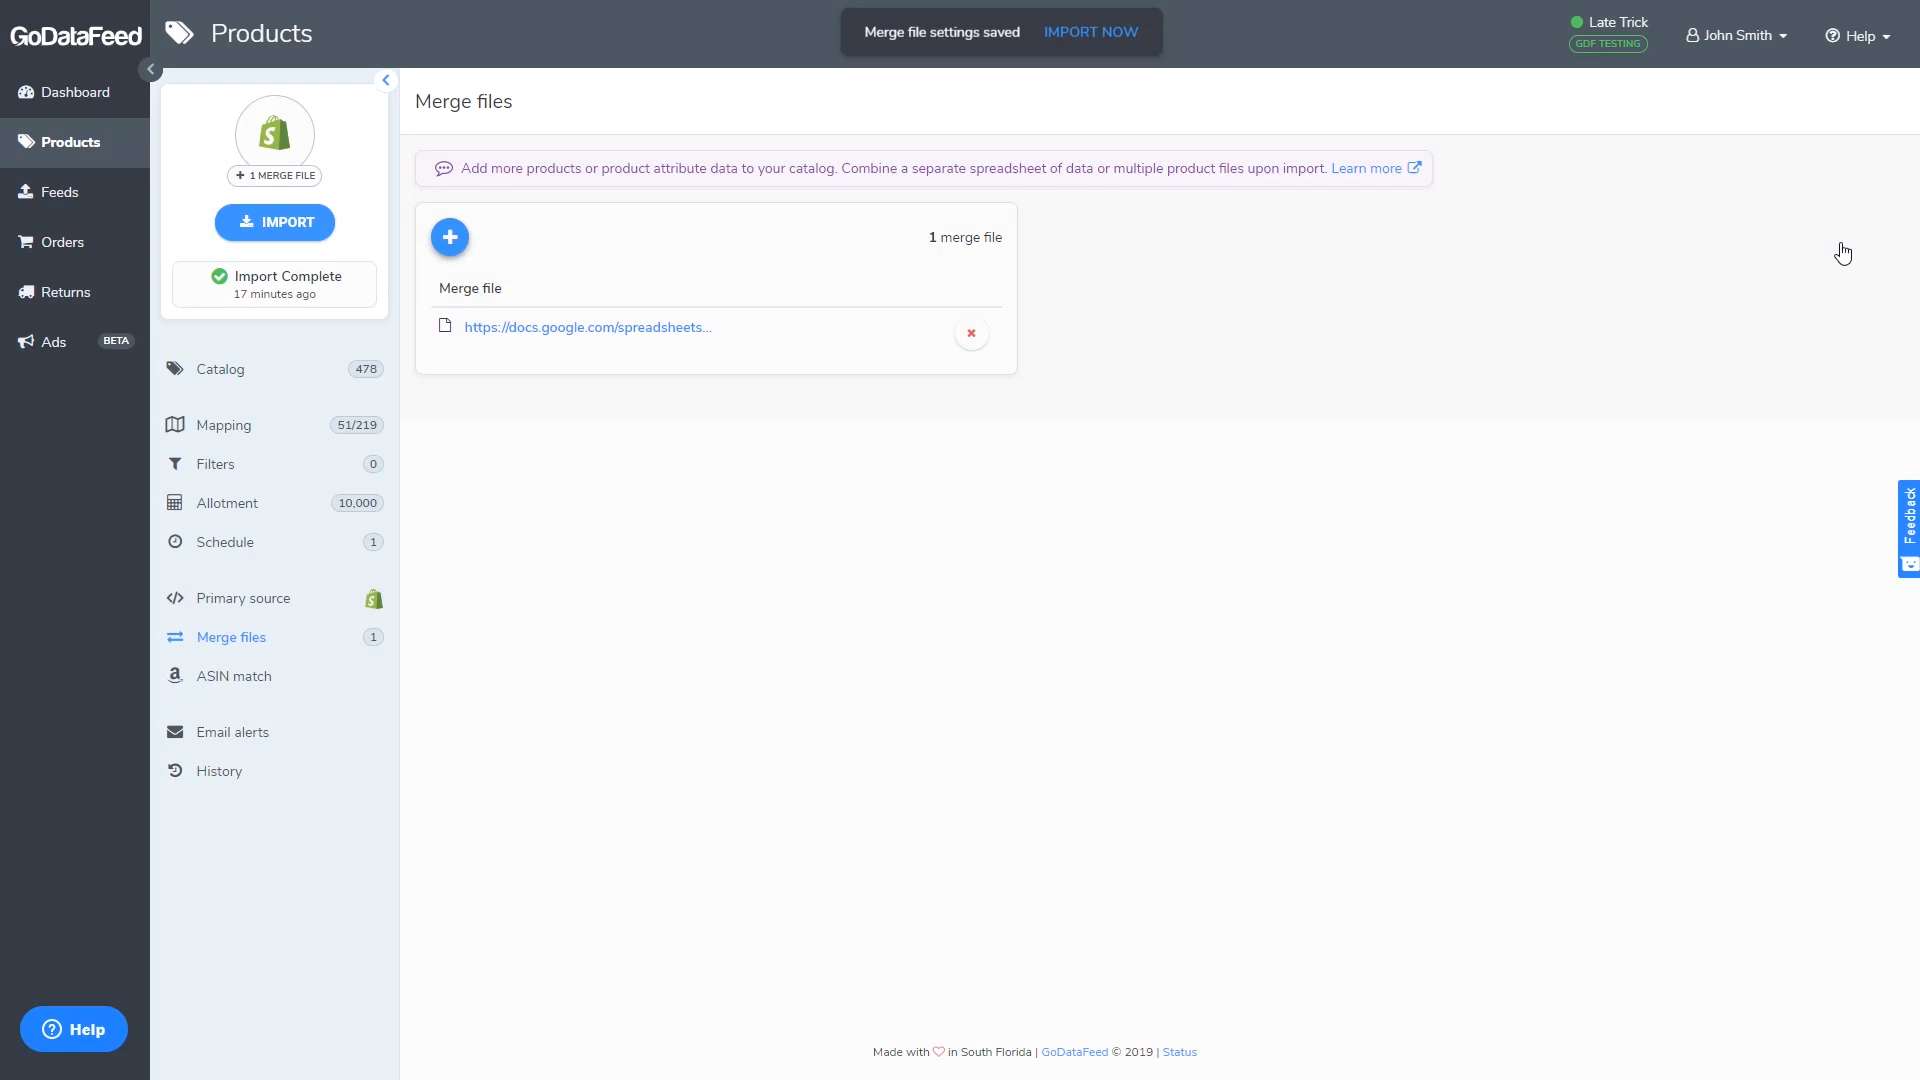 GoDataFeed
Products
Merge file settings saved IMPORT NOW
Late Trick
GDF TESTING
John Smith
Help
Dashboard
Products
Feeds
Orders
Returns
Ads BETA
+ 1 MERGE FILE
IMPORT
Import Complete
17 minutes ago
Catalog 478
Mapping 51/219
Filters 0
Allotment 10,000
Schedule 1
Primary source
Merge files 1
ASIN match
Email alerts
History
Merge files
Add more products or product attribute data to your catalog. Combine a separate spreadsheet of data or multiple product files upon import. Learn more
1 merge file
Merge file
https://docs.google.com/spreadsheets...
Feedback
Help
Made with ♡ in South Florida | GoDataFeed © 2019 | Status